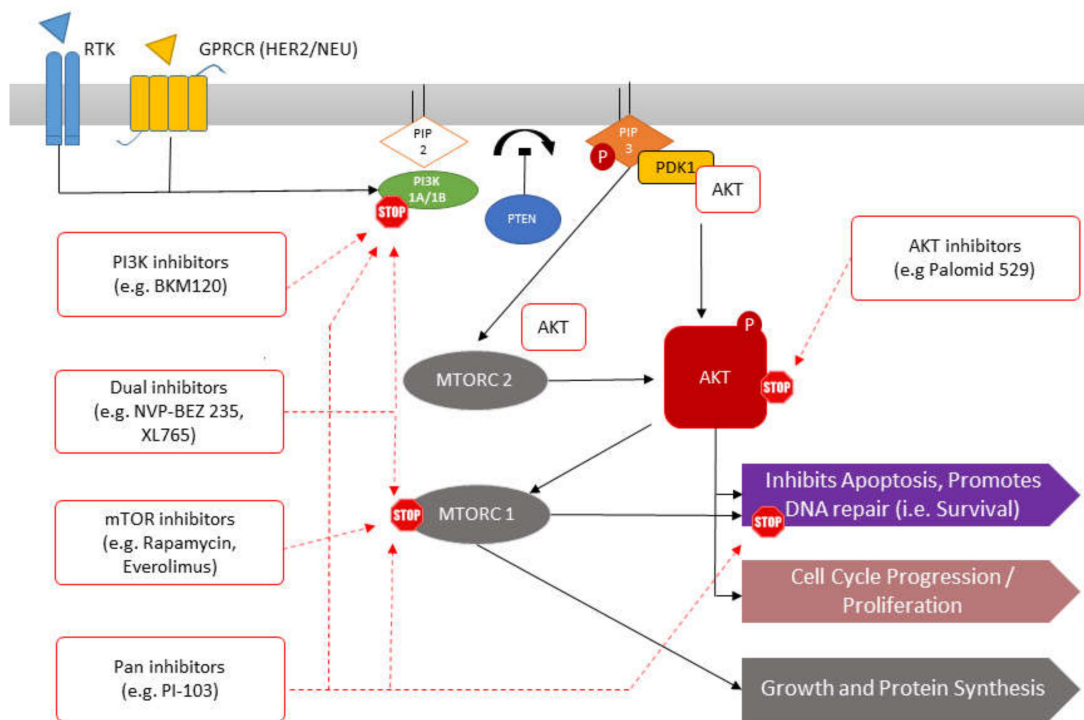 RTK
GPRCR (HER2/NEU)
PIP
2
PIP
3
P
PDK1
AKT
PI3K
1A/1B
STOP
PTEN
PI3K inhibitors
(e.g. BKM120)
AKT inhibitors
(e.g Palomid 529)
AKT
P
MTORC 2
AKT
STOP
Dual inhibitors
(e.g. NVP-BEZ 235,
XL765)
Inhibits Apoptosis, Promotes
DNA repair (i.e. Survival)
STOP
mTOR inhibitors
(e.g. Rapamycin,
Everolimus)
STOP
MTORC 1
Cell Cycle Progression /
Proliferation
Pan inhibitors
(e.g. PI-103)
Growth and Protein Synthesis